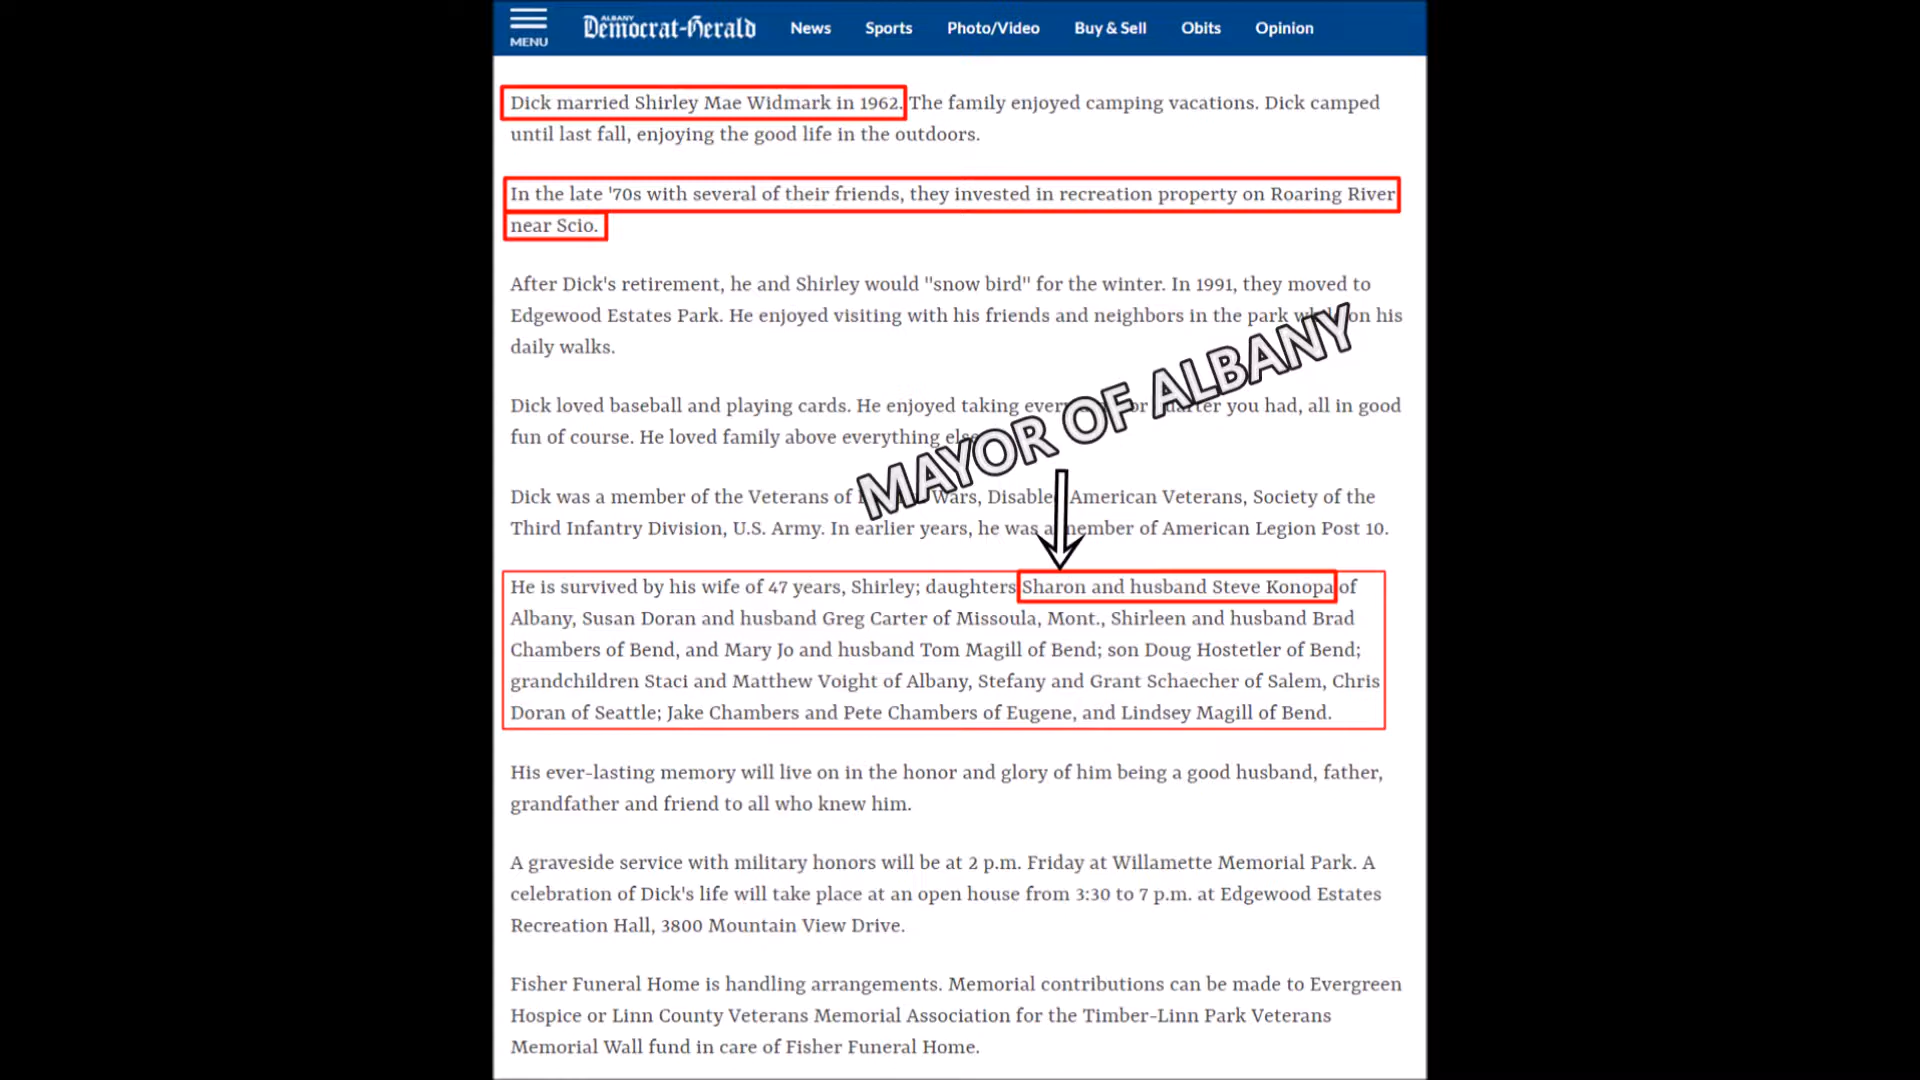 MENU
ALBANY
Democrat-Herald
News Sports Photo/Video Buy & Sell Obits Opinion
Dick married Shirley Mae Widmark in 1962. The family enjoyed camping vacations. Dick camped
until last fall, enjoying the good life in the outdoors.
In the late '70s with several of their friends, they invested in recreation property on Roaring River
near Scio.
After Dick's retirement, he and Shirley would "snow bird" for the winter. In 1991, they moved to
Edgewood Estates Park. He enjoyed visiting with his friends and neighbors in the park while on his
daily walks.
MAYOR OF ALBANY
Dick loved baseball and playing cards. He enjoyed taking every or quarter you had, all in good
fun of course. He loved family above everything else
Dick was a member of the Veterans of Wars, Disabled American Veterans, Society of the
Third Infantry Division, U.S. Army. In earlier years, he was a member of American Legion Post 10.
He is survived by his wife of 47 years, Shirley; daughters Sharon and husband Steve Konopa of
Albany, Susan Doran and husband Greg Carter of Missoula, Mont., Shirleen and husband Brad
Chambers of Bend, and Mary Jo and husband Tom Magill of Bend; son Doug Hostetler of Bend;
grandchildren Staci and Matthew Voight of Albany, Stefany and Grant Schaecher of Salem, Chris
Doran of Seattle; Jake Chambers and Pete Chambers of Eugene, and Lindsey Magill of Bend.
His ever-lasting memory will live on in the honor and glory of him being a good husband, father,
grandfather and friend to all who knew him.
A graveside service with military honors will be at 2 p.m. Friday at Willamette Memorial Park. A
celebration of Dick's life will take place at an open house from 3:30 to 7 p.m. at Edgewood Estates
Recreation Hall, 3800 Mountain View Drive.
Fisher Funeral Home is handling arrangements. Memorial contributions can be made to Evergreen
Hospice or Linn County Veterans Memorial Association for the Timber-Linn Park Veterans
Memorial Wall fund in care of Fisher Funeral Home.